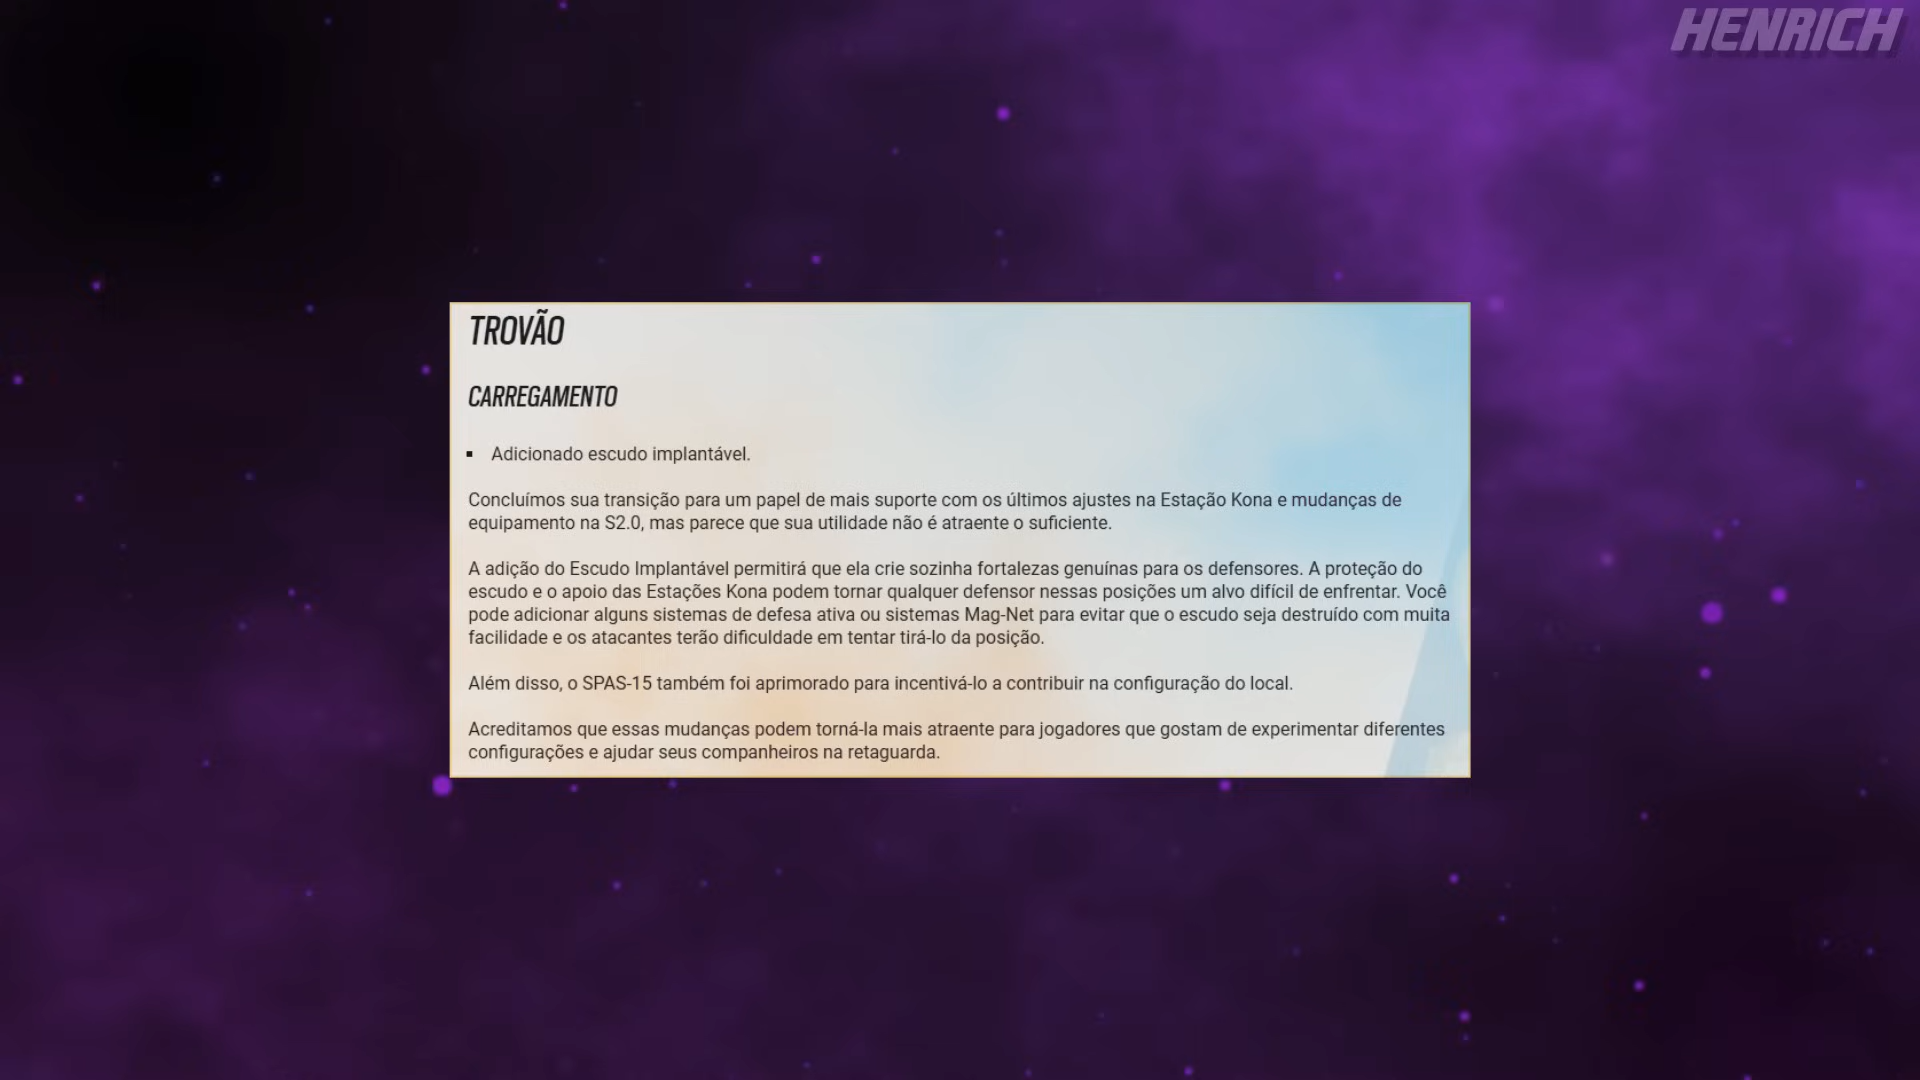 HENRICH
TROVÃO
CARREGAMENTO
▪ Adicionado escudo implantável.
Concluímos sua transição para um papel de mais suporte com os últimos ajustes na Estação Kona e mudanças de
equipamento na S2.0, mas parece que sua utilidade não é atraente o suficiente.
A adição do Escudo Implantável permitirá que ela crie sozinha fortalezas genuínas para os defensores. A proteção do
escudo e o apoio das Estações Kona podem tornar qualquer defensor nessas posições um alvo difícil de enfrentar. Você
pode adicionar alguns sistemas de defesa ativa ou sistemas Mag-Net para evitar que o escudo seja destruído com muita
facilidade e os atacantes terão dificuldade em tentar tirá-lo da posição.
Além disso, o SPAS-15 também foi aprimorado para incentivá-lo a contribuir na configuração do local.
Acreditamos que essas mudanças podem torná-la mais atraente para jogadores que gostam de experimentar diferentes
configurações e ajudar seus companheiros na retaguarda.